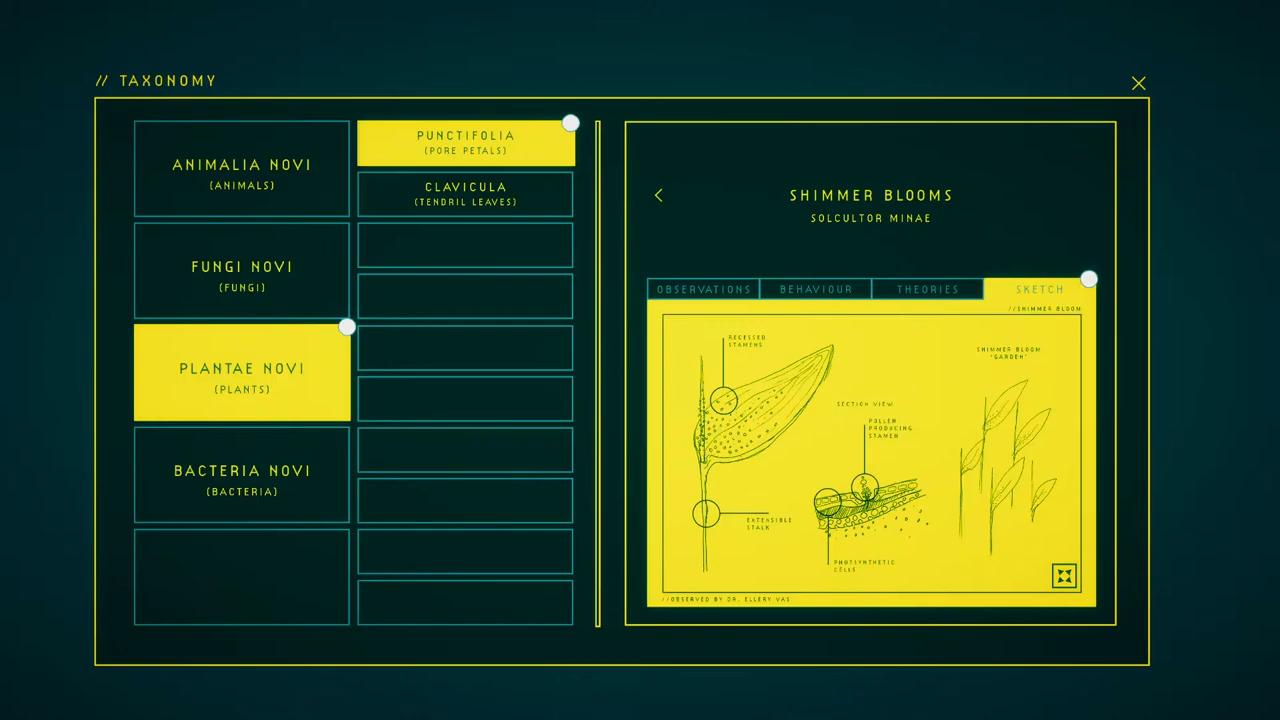 // TAXONOMY
ANIMALIA NOVI
(ANIMALS)
FUNGI NOVI
(FUNGI)
PLANTAE NOVI
(PLANTS)
BACTERIA NOVI
(BACTERIA)
PUNCTIFOLIA
(PORE PETALS)
CLAVICULA
(TENDRIL LEAVES)
SHIMMER BLOOMS
SOLCULTOR MINAE
OBSERVATIONS
BEHAVIOUR
THEORIES
SKETCH
//SHIMMER BLOOM
RECESSED
STAMENS
SHIMMER BLOOM
"GARDEN"
SECTION VIEW
POLLEN
PRODUCING
STAMEN
EXTENSIBLE
STALK
PHOTSYNTHETIC
CELLS
//OBSERVED BY DR. ELLERY VAS